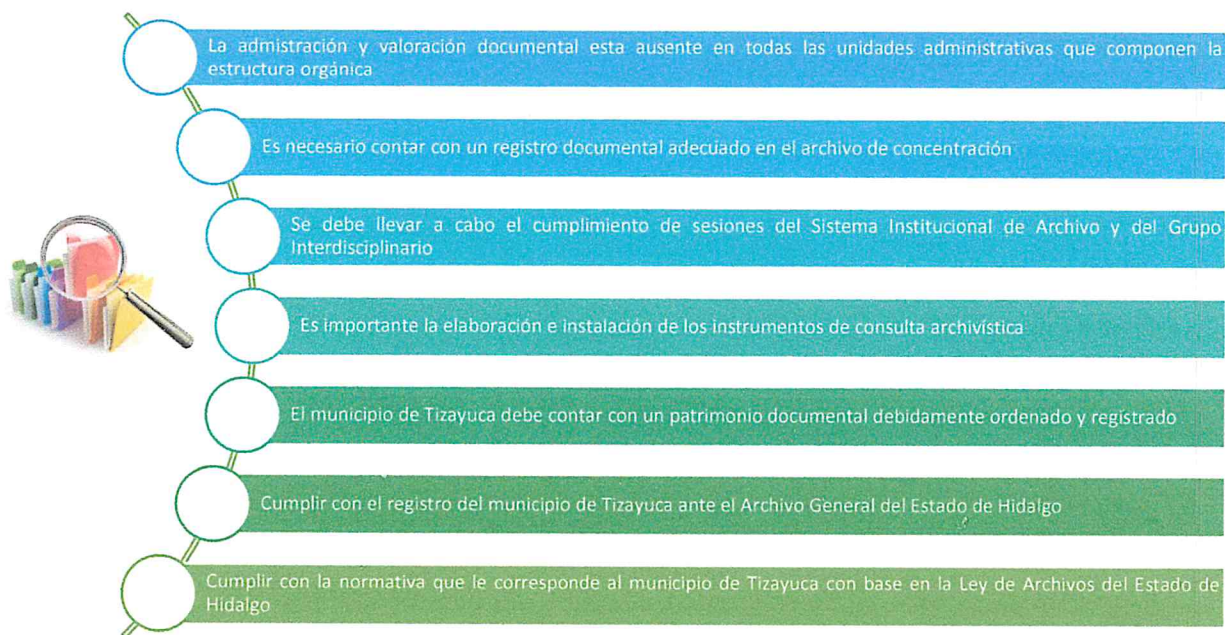 La admistración y valoración documental esta ausente en todas las unidades administrativas que componen la
estructura orgánica
Es necesario contar con un registro documental adecuado en el archivo de concentración
Se debe llevar a cabo el cumplimiento de sesiones del Sistema Institucional de Archivo y del Grupo
Interdisciplinario
Es importante la elaboración e instalación de los instrumentos de consulta archivística
El municipio de Tizayuca debe contar con un patrimonio documental debidamente ordenado y registrado
Cumplir con el registro del municipio de Tizayuca ante el Archivo General del Estado de Hidalgo
Cumplir con la normativa que le corresponde al municipio de Tizayuca con base en la Ley de Archivos del Estado de
Hidalgo